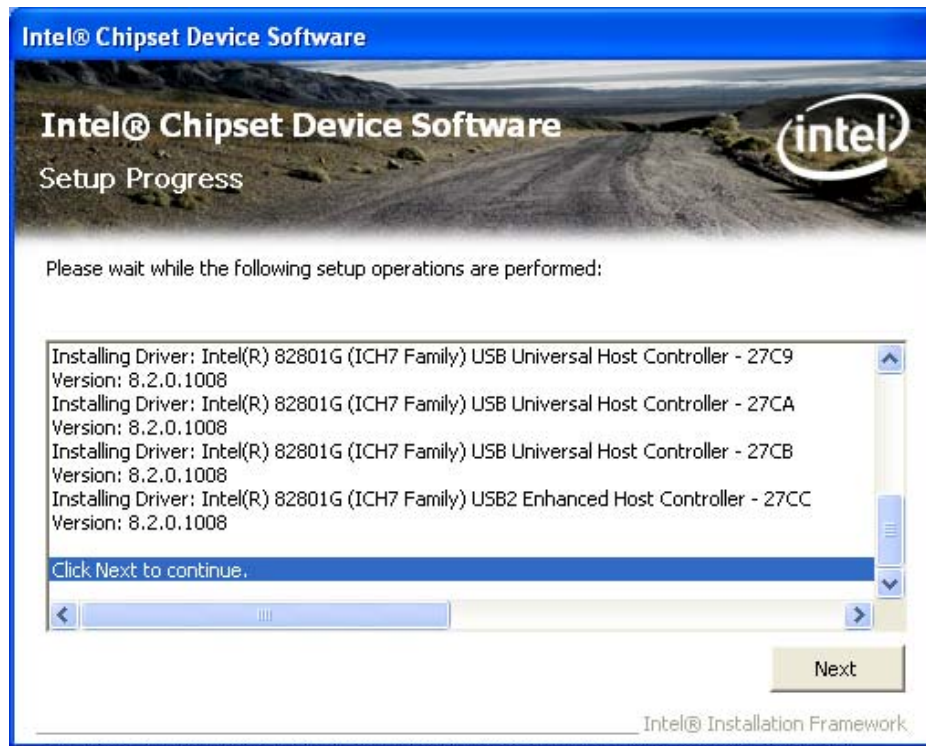 Intel® Chipset Device Software
Intel® Chipset Device Software
intel
Setup Progress
Please wait while the following setup operations are performed:
Installing Driver: Intel(R) 82801G (ICH7 Family) USB Universal Host Controller - 27C9
Version: 8.2.0.1008
Installing Driver: Intel(R) 82801G (ICH7 Family) USB Universal Host Controller - 27CA
Version: 8.2.0.1008
Installing Driver: Intel(R) 82801G (ICH7 Family) USB Universal Host Controller - 27CB
Version: 8.2.0.1008
Installing Driver: Intel(R) 82801G (ICH7 Family) USB2 Enhanced Host Controller - 27CC
Version: 8.2.0.1008
Click Next to continue.
Next
Intel® Installation Framework